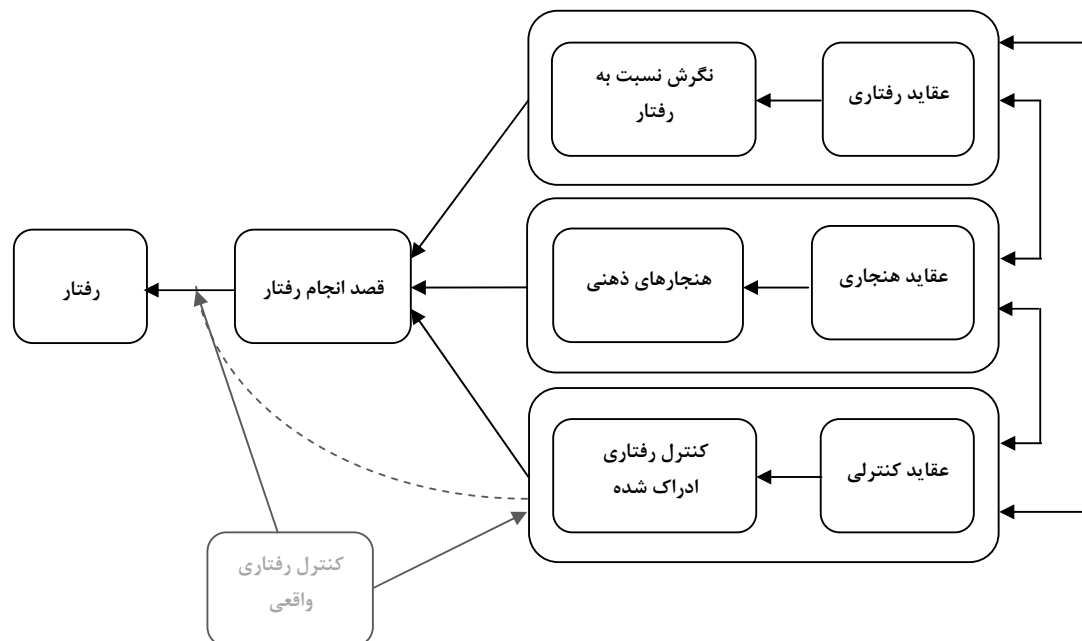 عقاید رفتاری
نگرش نسبت به
رفتار
عقاید هنجاری
هنجارهای ذهنی
قصد انجام رفتار
رفتار
عقاید کنترلی
کنترل رفتاری
ادراک شده
کنترل رفتاری
واقعی